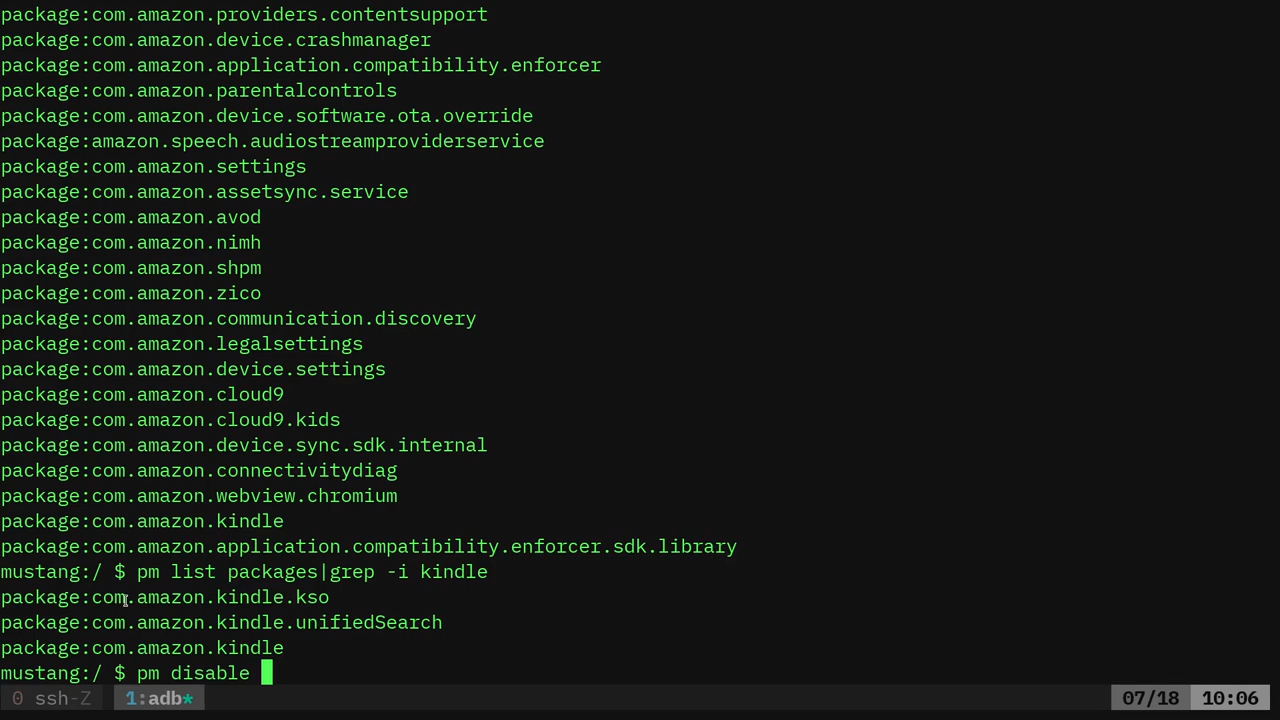 package:com.amazon.providers.contentsupport
package:com.amazon.device.crashmanager
package:com.amazon.application.compatibility.enforcer
package:com.amazon.parentalcontrols
package:com.amazon.device.software.ota.override
package:amazon.speech.audiostreamproviderservice
package:com.amazon.settings
package:com.amazon.assetsync.service
package:com.amazon.avod
package:com.amazon.nimh
package:com.amazon.shpm
package:com.amazon.zico
package:com.amazon.communication.discovery
package:com.amazon.legalsettings
package:com.amazon.device.settings
package:com.amazon.cloud9
package:com.amazon.cloud9.kids
package:com.amazon.device.sync.sdk.internal
package:com.amazon.connectivitydiag
package:com.amazon.webview.chromium
package:com.amazon.kindle
package:com.amazon.application.compatibility.enforcer.sdk.library
mustang:/ $ pm list packages|grep -i kindle
package:com.amazon.kindle.kso
package:com.amazon.kindle.unifiedSearch
package:com.amazon.kindle
mustang:/ $ pm disable
0 ssh-Z 1:adb* 07/18 10:06